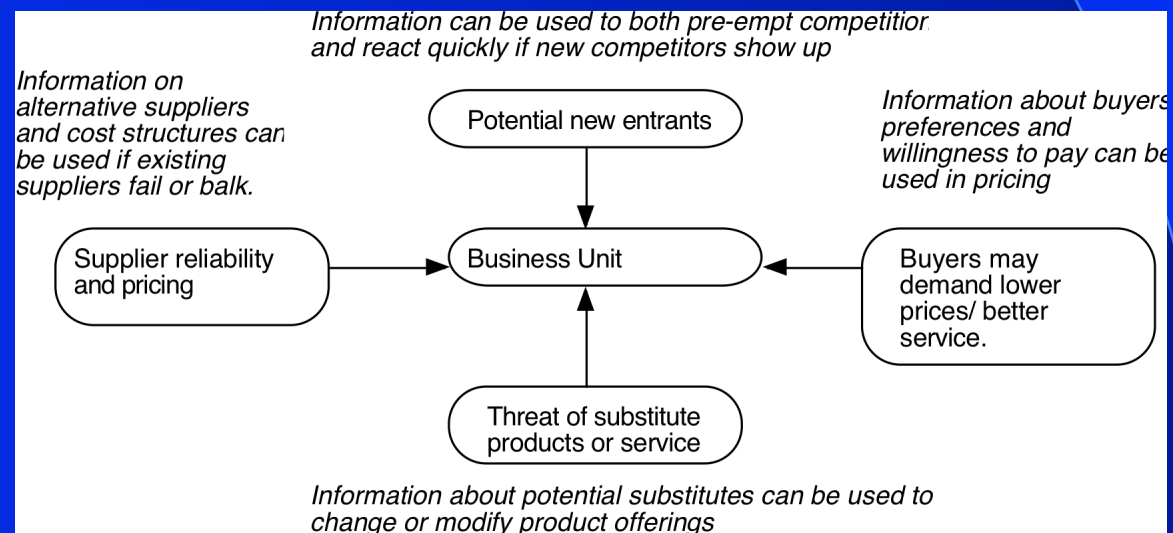 Information can be used to both pre-empt competition
and react quickly if new competitors show up
Information on
alternative suppliers
and cost structures can
be used if existing
suppliers fail or balk.
Potential new entrants
Information about buyers
preferences and
willingness to pay can be
used in pricing
Supplier reliability
and pricing
Business Unit
Buyers may
demand lower
prices/ better
service.
Threat of substitute
products or service
Information about potential substitutes can be used to
change or modify product offerings